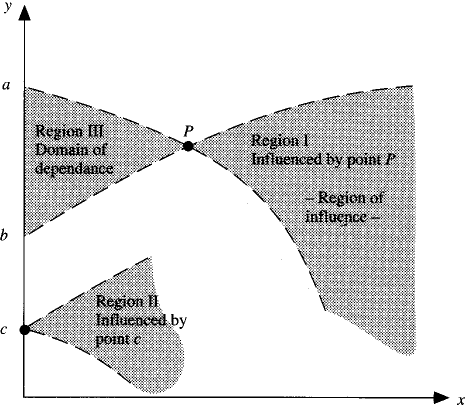 y
a
P
Region III
Domain of
dependance
Region I
Influenced by point P
– Region of
influence –
b
Region II
Influenced by
point c
c
x